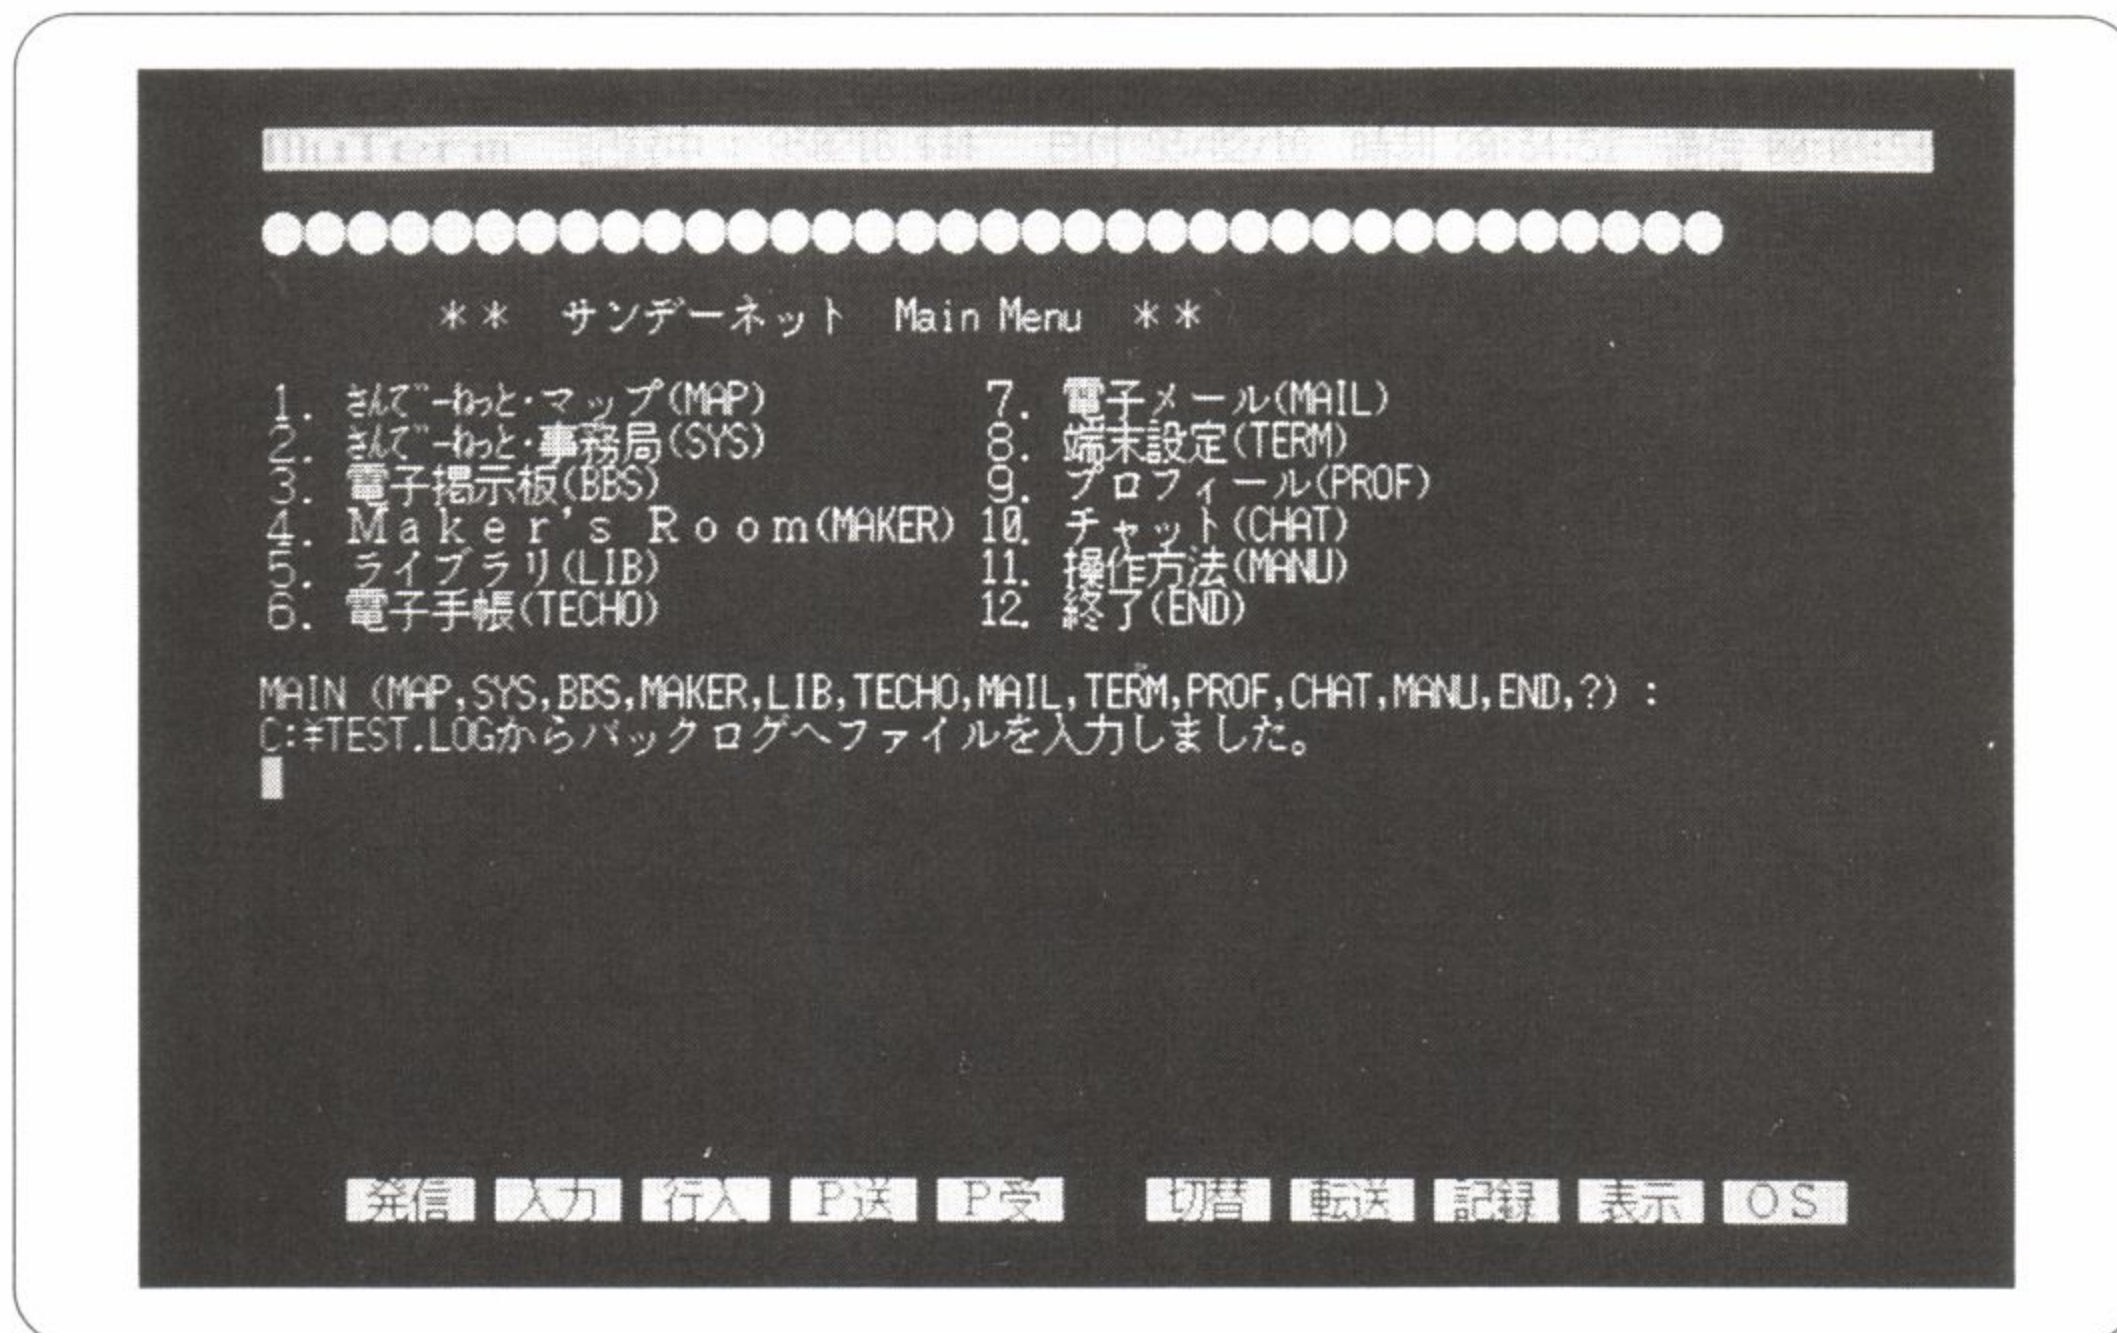 ●●●●●●●●●●●●●●●●●●●●●●●●●●●●●●●●●●●
** サンデーネット Main Menu **
1. さんでーねっと・マップ(MAP) 7. 電子メール(MAIL)
2. さんでーねっと・事務局(SYS) 8. 端末設定(TERM)
3. 電子掲示板(BBS) 9. プロフィール(PROF)
4. Maker's Room(MAKER) 10. チャット(CHAT)
5. ライブラリ(LIB) 11. 操作方法(MANU)
6. 電子手帳(TECHO) 12. 終了(END)
MAIN (MAP,SYS,BBS,MAKER,LIB,TECHO,MAIL,TERM,PROF,CHAT,MANU,END,?) :
C:¥TEST.LOGからバックログへファイルを入力しました。
発信 入力 行入 P送 P受 切替 転送 記録 表示 OS